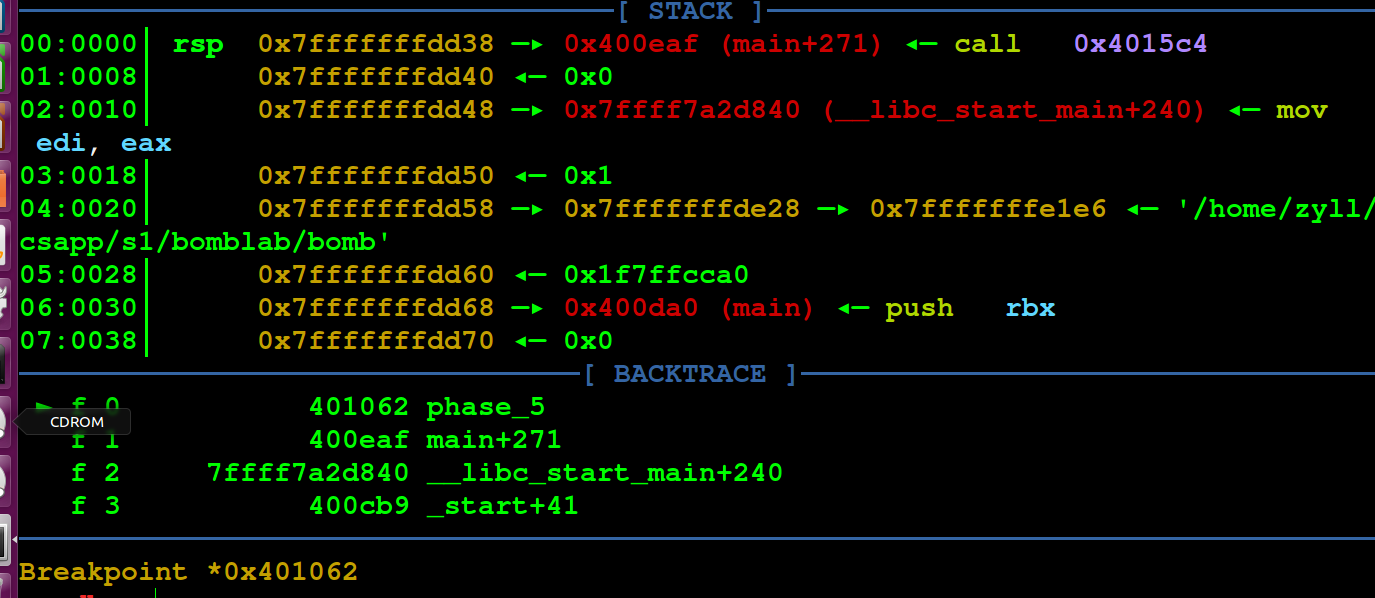 [ STACK ]
00:0000│ rsp 0x7fffffffdd38 —▸ 0x400eaf (main+271) ◂— call 0x4015c4
01:0008│ 0x7fffffffdd40 ◂— 0x0
02:0010│ 0x7fffffffdd48 —▸ 0x7ffff7a2d840 (__libc_start_main+240) ◂— mov
edi, eax
03:0018│ 0x7fffffffdd50 ◂— 0x1
04:0020│ 0x7fffffffdd58 —▸ 0x7fffffffde28 —▸ 0x7fffffffe1e6 ◂— '/home/zyll/
csapp/s1/bomblab/bomb'
05:0028│ 0x7fffffffdd60 ◂— 0x1f7ffcca0
06:0030│ 0x7fffffffdd68 —▸ 0x400da0 (main) ◂— push rbx
07:0038│ 0x7fffffffdd70 ◂— 0x0
[ BACKTRACE ]
► f 0 401062 phase_5
CDROM
f 1 400eaf main+271
f 2 7ffff7a2d840 __libc_start_main+240
f 3 400cb9 _start+41
Breakpoint *0x401062